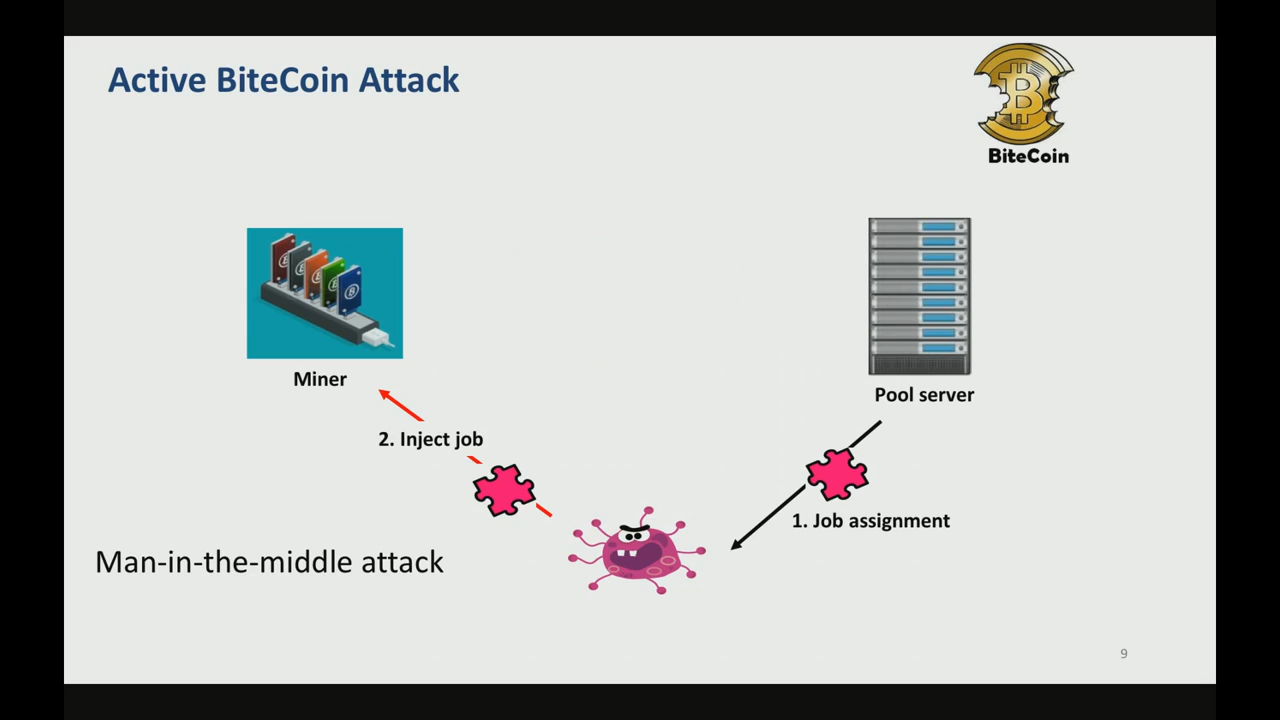 Active BiteCoin Attack
BiteCoin
Miner
Pool server
2. Inject job
1. Job assignment
Man-in-the-middle attack
9